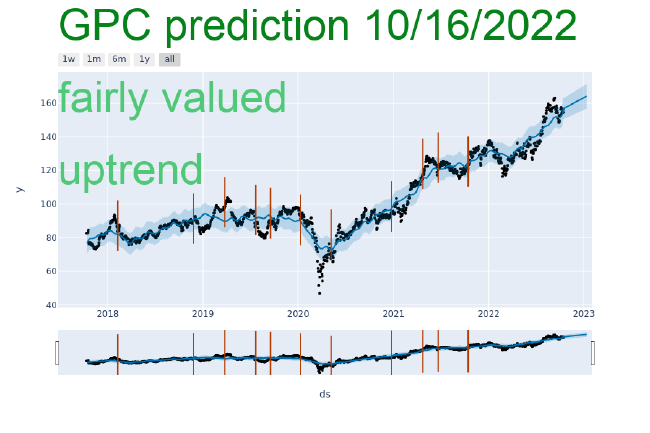 GPC prediction 10/16/2022
1w 1m 6m 1y all
fairly valued
uptrend
160
140
120
100
80
60
40
y
2018 2019 2020 2021 2022 2023
ds